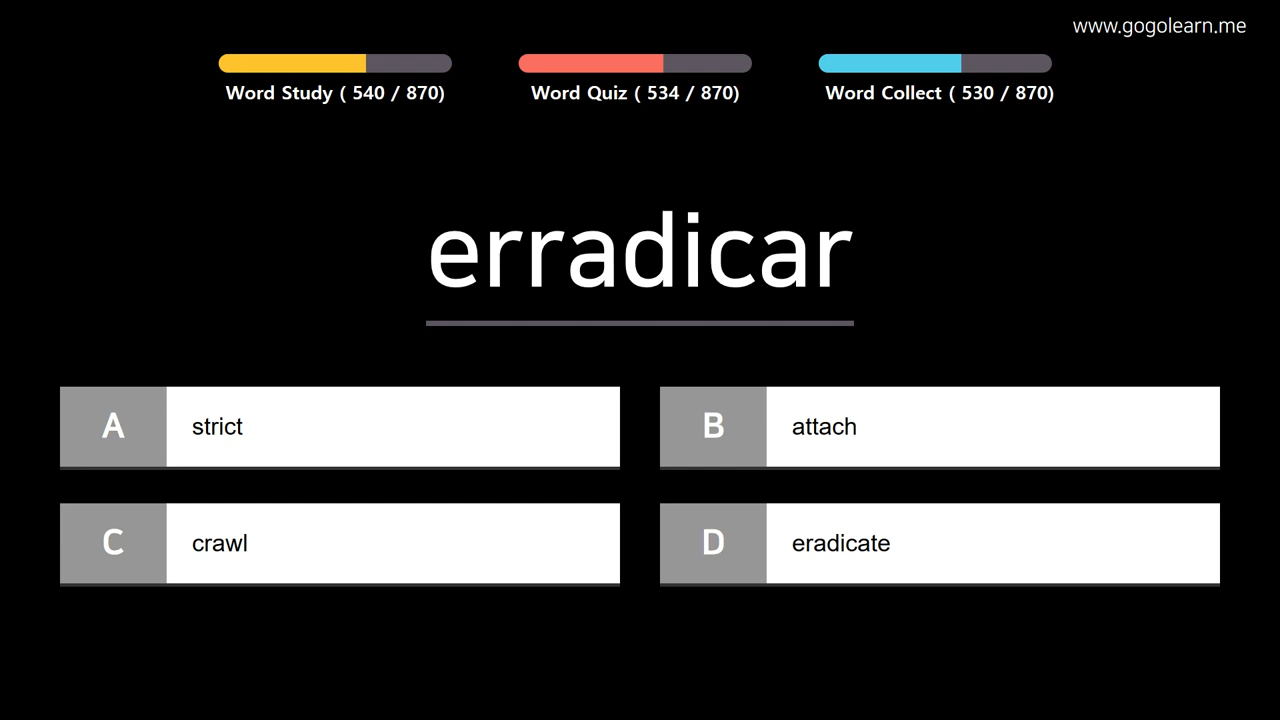 www.gogolearn.me
Word Study ( 540 / 870)
Word Quiz ( 534 / 870)
Word Collect ( 530 / 870)
erradicar
A strict
B attach
C crawl
D eradicate